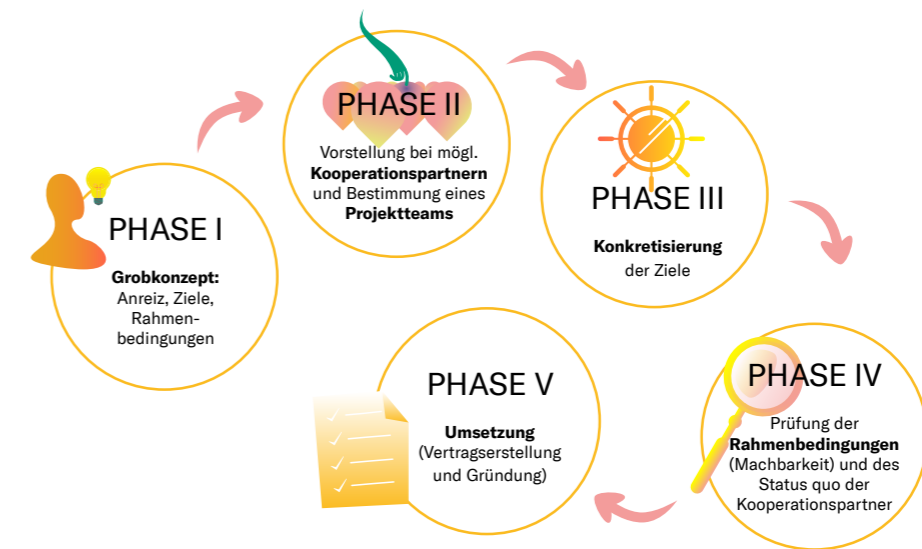 PHASE I
Grobkonzept:
Anreiz, Ziele,
Rahmen-
bedingungen
PHASE II
Vorstellung bei mögl.
Kooperationspartnern
und Bestimmung eines
Projektteams
PHASE III
Konkretisierung
der Ziele
PHASE IV
Prüfung der
Rahmenbedingungen
(Machbarkeit) und des
Status quo der
Kooperationspartner
PHASE V
Umsetzung
(Vertragserstellung
und Gründung)